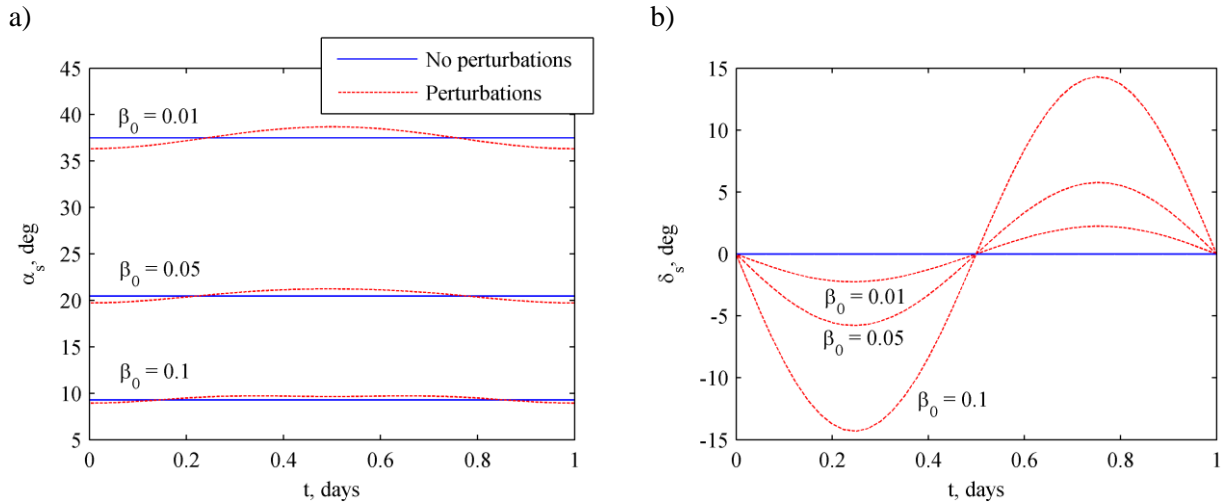 a)
No perturbations
Perturbations
45
40
35
30
25
20
15
10
5
β₀ = 0.01
β₀ = 0.05
β₀ = 0.1
αₛ, deg
0
0.2
0.4
0.6
0.8
1
t, days
b)
15
10
5
0
-5
-10
-15
β₀ = 0.01
β₀ = 0.05
β₀ = 0.1
δₛ, deg
0
0.2
0.4
0.6
0.8
1
t, days